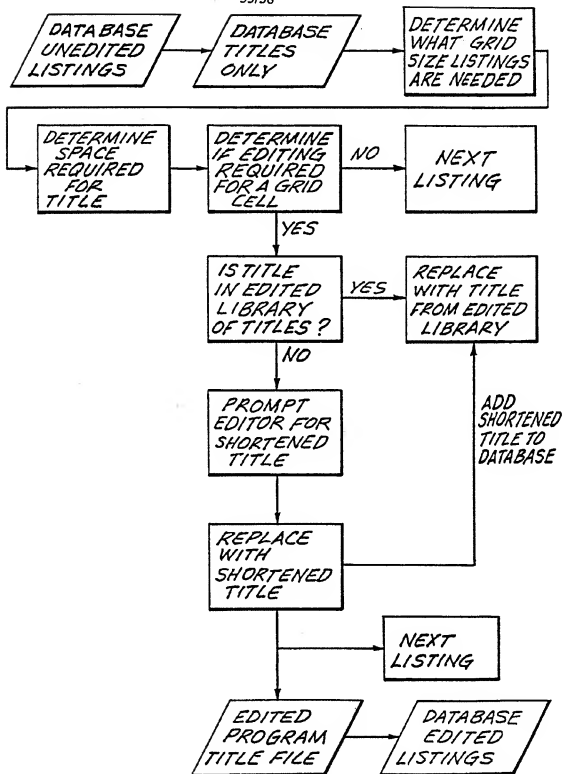 DATABASE
UNEDITED
LISTINGS
DATABASE
TITLES
ONLY
DETERMINE
WHAT GRID
SIZE LISTINGS
ARE NEEDED
DETERMINE
SPACE
REQUIRED
FOR
TITLE
DETERMINE
IF EDITING
REQUIRED
FOR A GRID
CELL
NO
NEXT
LISTING
YES
IS TITLE
IN EDITED
LIBRARY
OF TITLES?
YES
REPLACE
WITH TITLE
FROM EDITED
LIBRARY
NO
PROMPT
EDITOR FOR
SHORTENED
TITLE
ADD
SHORTENED
TITLE TO
DATABASE
REPLACE
WITH
SHORTENED
TITLE
NEXT
LISTING
EDITED
PROGRAM
TITLE FILE
DATABASE
EDITED
LISTINGS